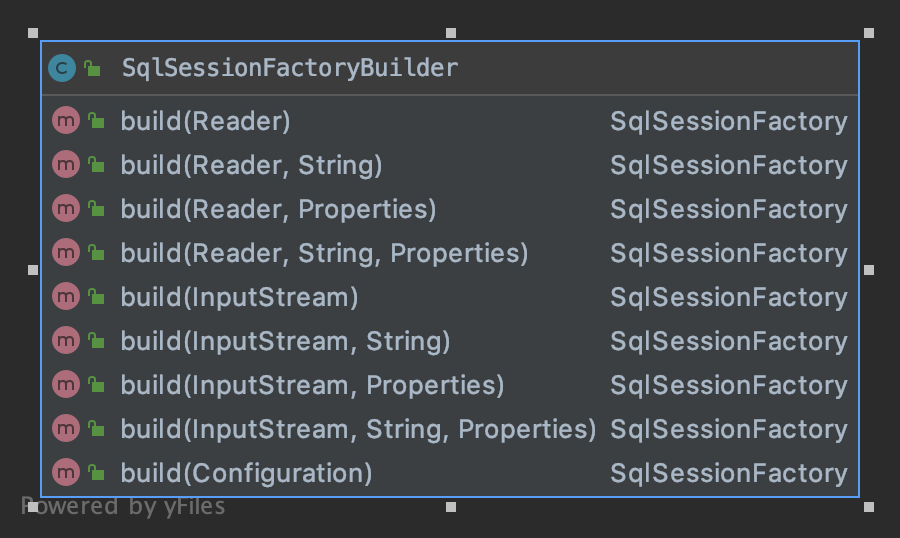 C SqlSessionFactoryBuilder
m build(Reader) SqlSessionFactory
m build(Reader, String) SqlSessionFactory
m build(Reader, Properties) SqlSessionFactory
m build(Reader, String, Properties) SqlSessionFactory
m build(InputStream) SqlSessionFactory
m build(InputStream, String) SqlSessionFactory
m build(InputStream, Properties) SqlSessionFactory
m build(InputStream, String, Properties) SqlSessionFactory
m build(Configuration) SqlSessionFactory
Powered by yFiles